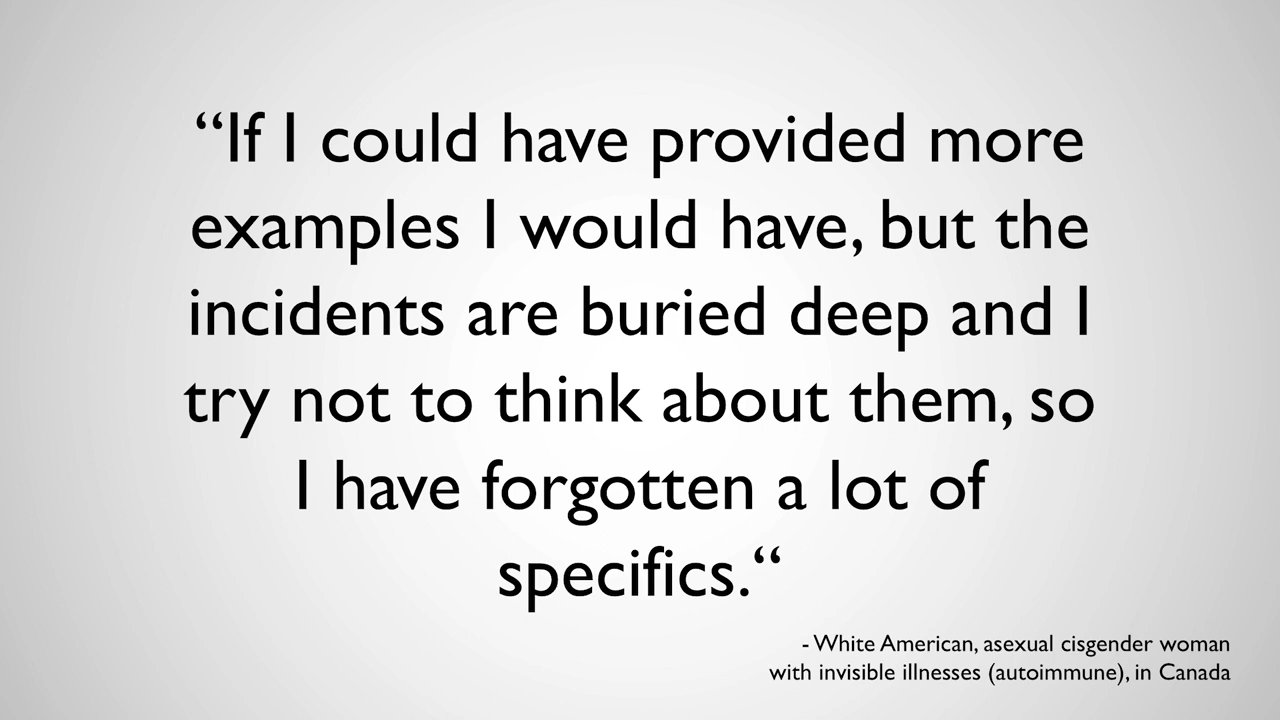 “If I could have provided more
examples I would have, but the
incidents are buried deep and I
try not to think about them, so
I have forgotten a lot of
specifics.“
- White American, asexual cisgender woman
with invisible illnesses (autoimmune), in Canada